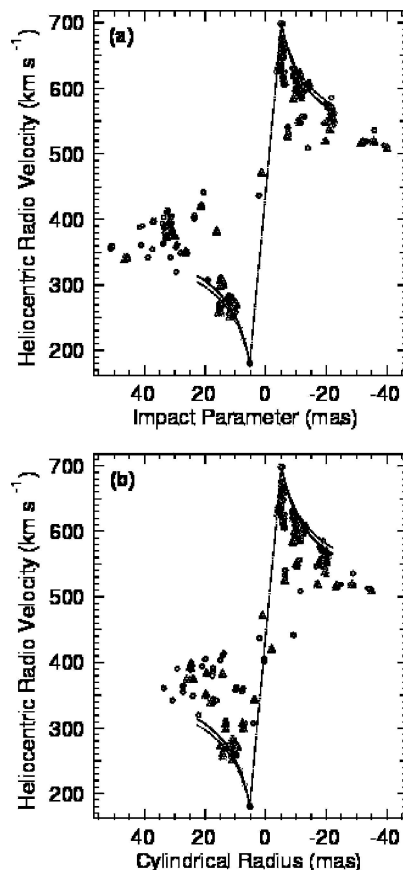 (a)
Heliocentric Radio Velocity (km s⁻¹)
700
600
500
400
300
200
40 20 0 -20 -40
Impact Parameter (mas)
(b)
Heliocentric Radio Velocity (km s⁻¹)
700
600
500
400
300
200
40 20 0 -20 -40
Cylindrical Radius (mas)